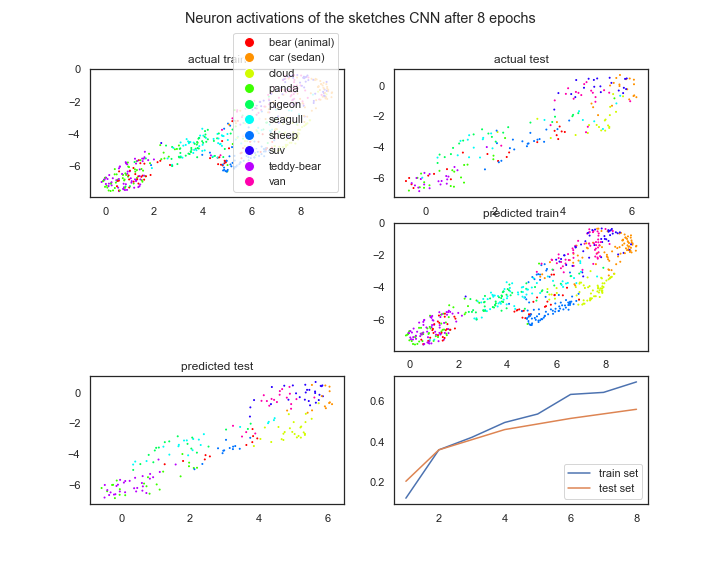 Neuron activations of the sketches CNN after 8 epochs
actual train
bear (animal)
car (sedan)
cloud
panda
pigeon
seagull
sheep
suv
teddy-bear
van
0
−2
−4
−6
0
2
4
6
8
actual test
0
−2
−4
−6
0
2
4
6
predicted train
0
−2
−4
−6
0
2
4
6
8
predicted test
0
−2
−4
−6
0
2
4
6
0.6
0.4
0.2
train set
test set
2
4
6
8